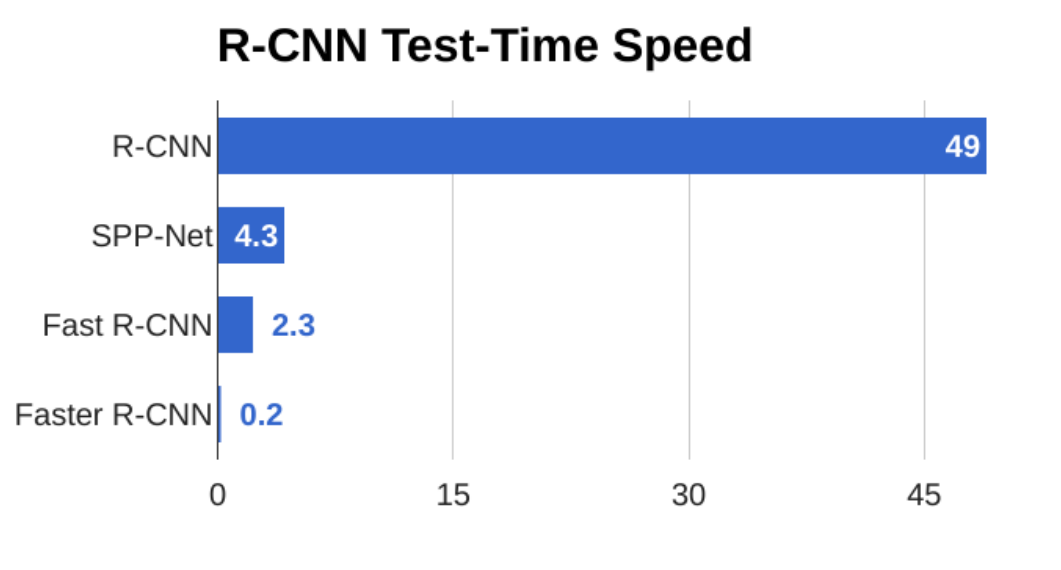 R-CNN Test-Time Speed
R-CNN 49
SPP-Net 4.3
Fast R-CNN 2.3
Faster R-CNN 0.2
0 15 30 45